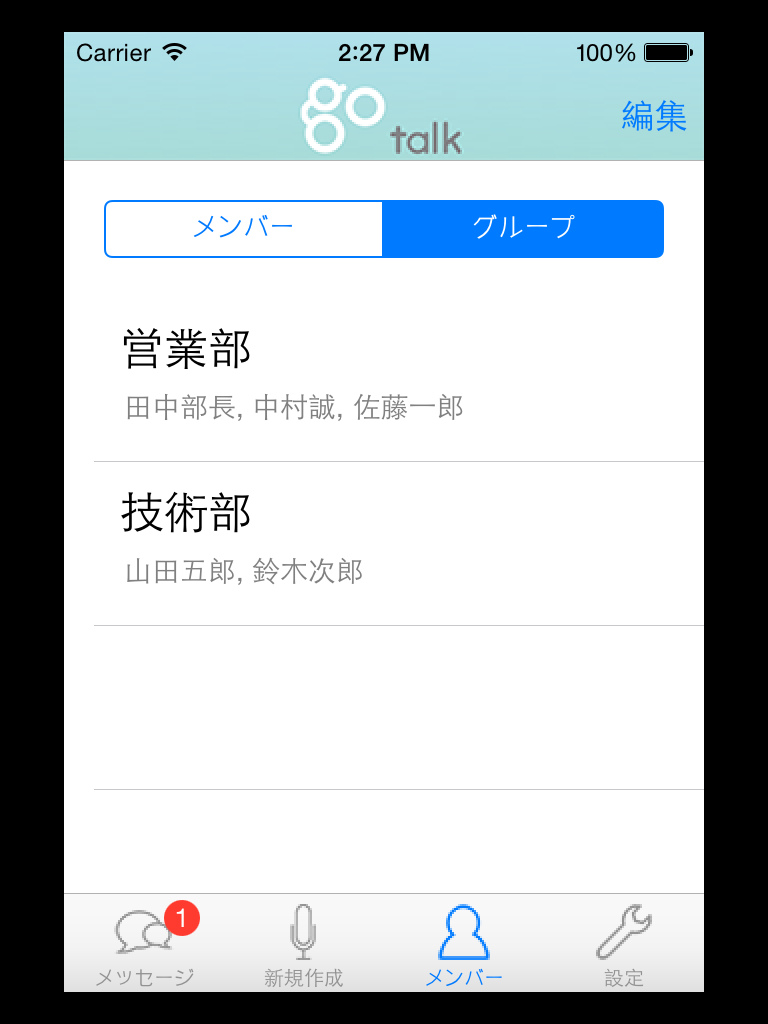 Carrier 2:27 PM 100%
go talk 編集
メンバー グループ
営業部
田中部長, 中村誠, 佐藤一郎
技術部
山田五郎, 鈴木次郎
1
メッセージ 新規作成 メンバー 設定